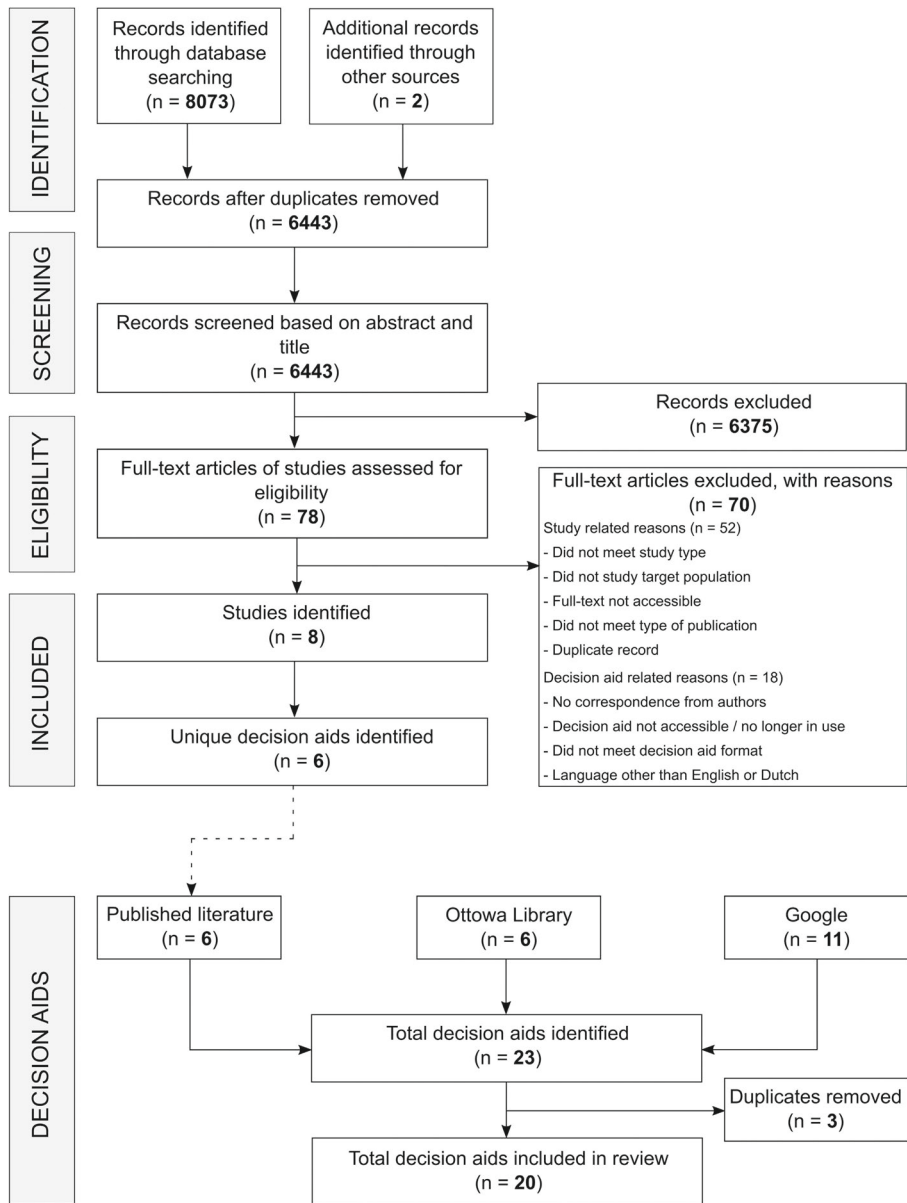 IDENTIFICATION
Records identified
through database
searching
(n = 8073)
Additional records
identified through
other sources
(n = 2)
Records after duplicates removed
(n = 6443)
SCREENING
Records screened based on abstract and
title
(n = 6443)
Records excluded
(n = 6375)
ELIGIBILITY
Full-text articles of studies assessed for
eligibility
(n = 78)
Full-text articles excluded, with reasons
(n = 70)
Study related reasons (n = 52)
- Did not meet study type
- Did not study target population
- Full-text not accessible
- Did not meet type of publication
- Duplicate record
Decision aid related reasons (n = 18)
- No correspondence from authors
- Decision aid not accessible / no longer in use
- Did not meet decision aid format
- Language other than English or Dutch
INCLUDED
Studies identified
(n = 8)
Unique decision aids identified
(n = 6)
DECISION AIDS
Published literature
(n = 6)
Ottowa Library
(n = 6)
Google
(n = 11)
Total decision aids identified
(n = 23)
Duplicates removed
(n = 3)
Total decision aids included in review
(n = 20)